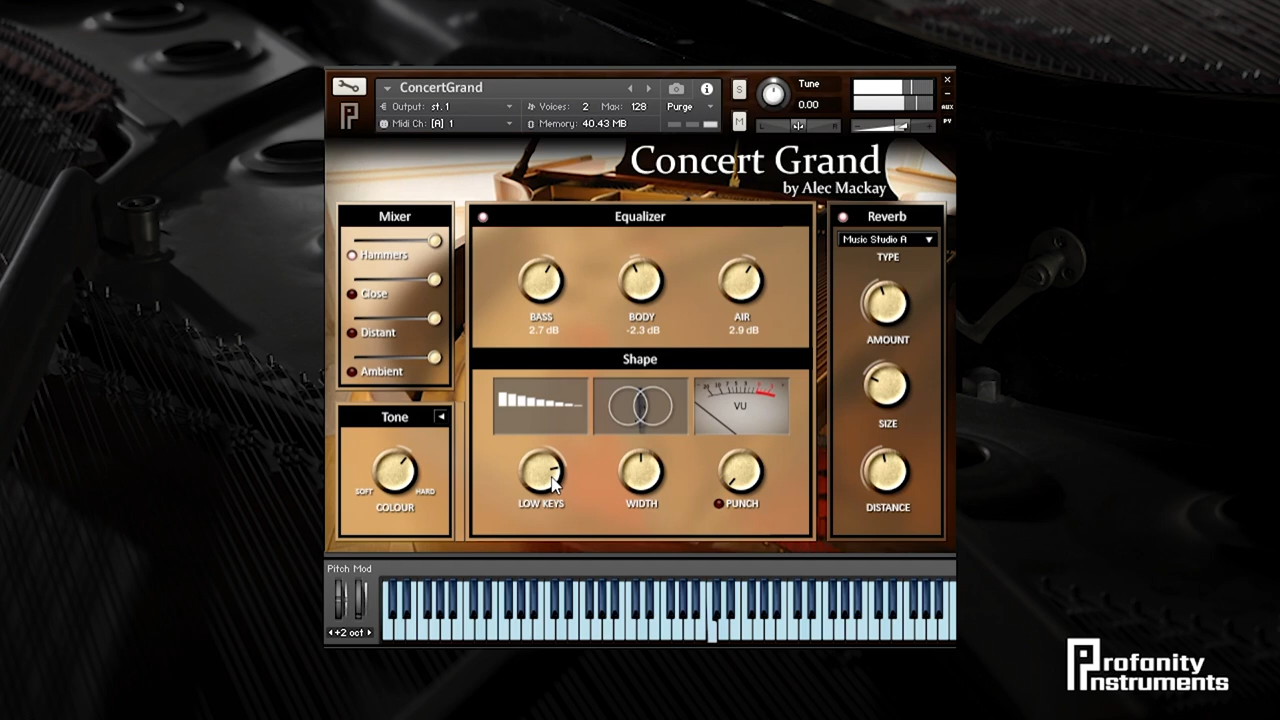 ConcertGrand
Output: st.1
Voices: 2 Max: 128
Purge
Midi Ch: [A] 1
Memory: 40.43 MB
S
M
Tune
0.00
L
R
AUX
PV
Concert Grand
by Alec Mackay
Mixer
Hammers
Close
Distant
Ambient
Tone
SOFT
HARD
COLOUR
Equalizer
BASS
2.7 dB
BODY
-2.3 dB
AIR
2.9 dB
Shape
VU
LOW KEYS
WIDTH
PUNCH
Reverb
Music Studio A
TYPE
AMOUNT
SIZE
DISTANCE
Pitch Mod
+2 oct
Profanity
Instruments